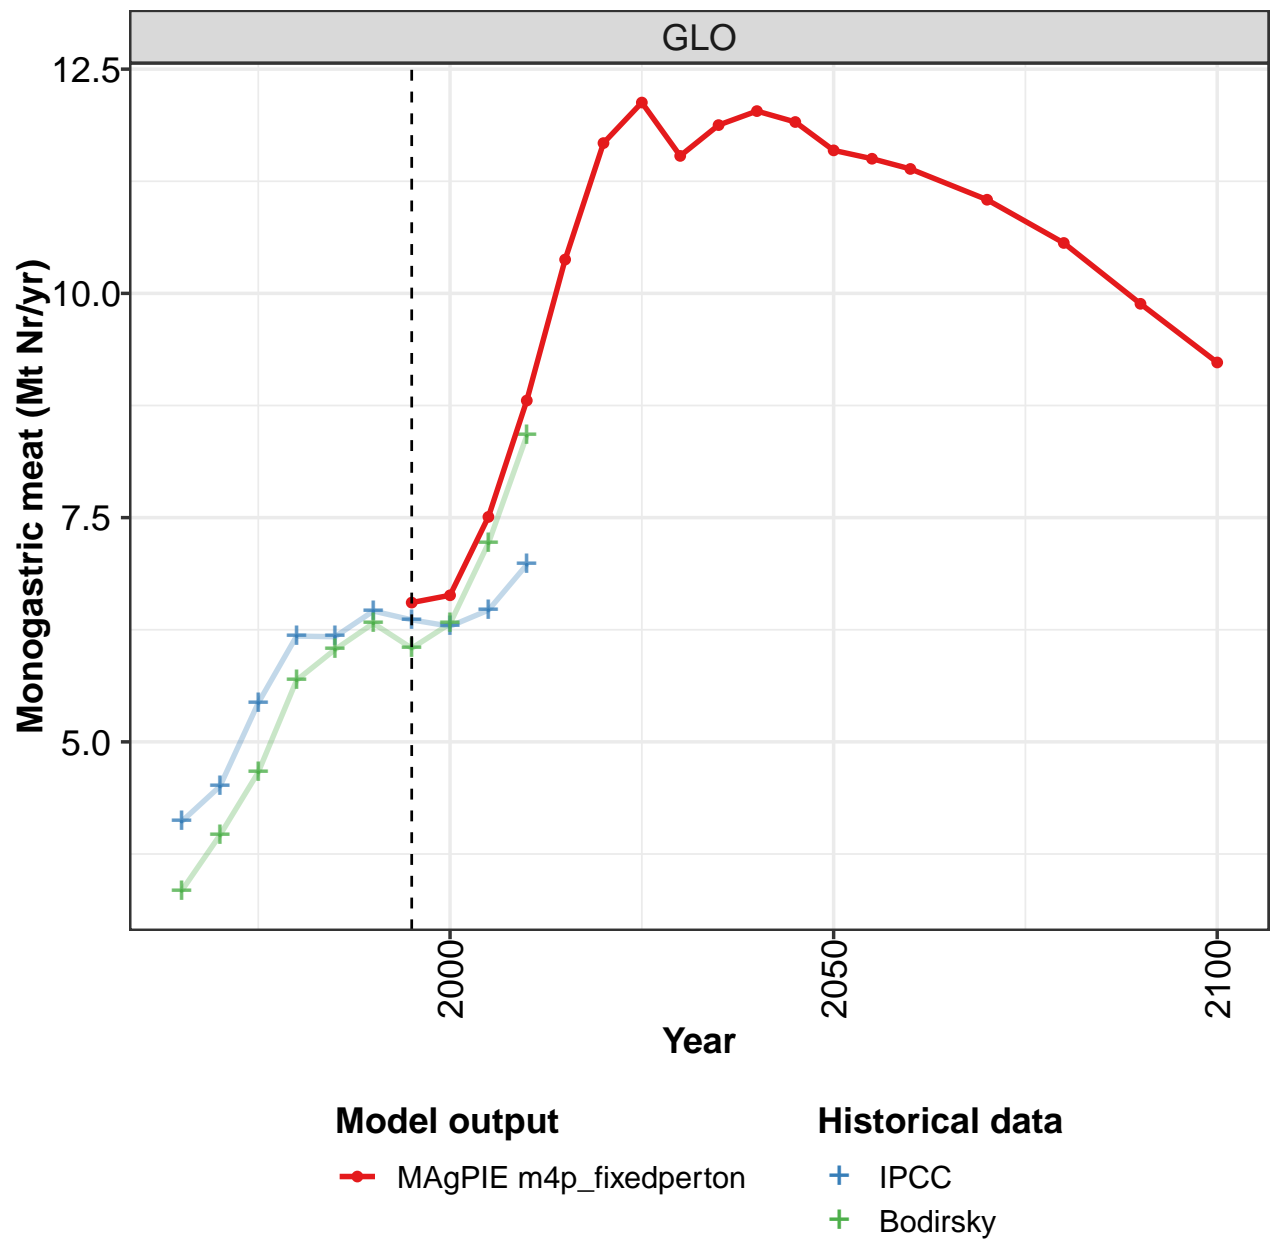 GLO
12.5
10.0
7.5
5.0
Monogastric meat (Mt Nr/yr)
2000
2050
2100
Year
Model output
MAgPIE m4p_fixedperton
Historical data
IPCC
Bodirsky